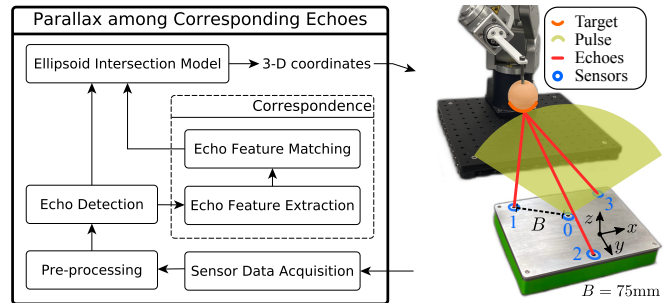 Parallax among Corresponding Echoes
Ellipsoid Intersection Model
3-D coordinates
Correspondence
Echo Feature Matching
Echo Detection
Echo Feature Extraction
Pre-processing
Sensor Data Acquisition
Target
Pulse
Echoes
Sensors
1
B
0
3
z
x
y
2
B = 75mm